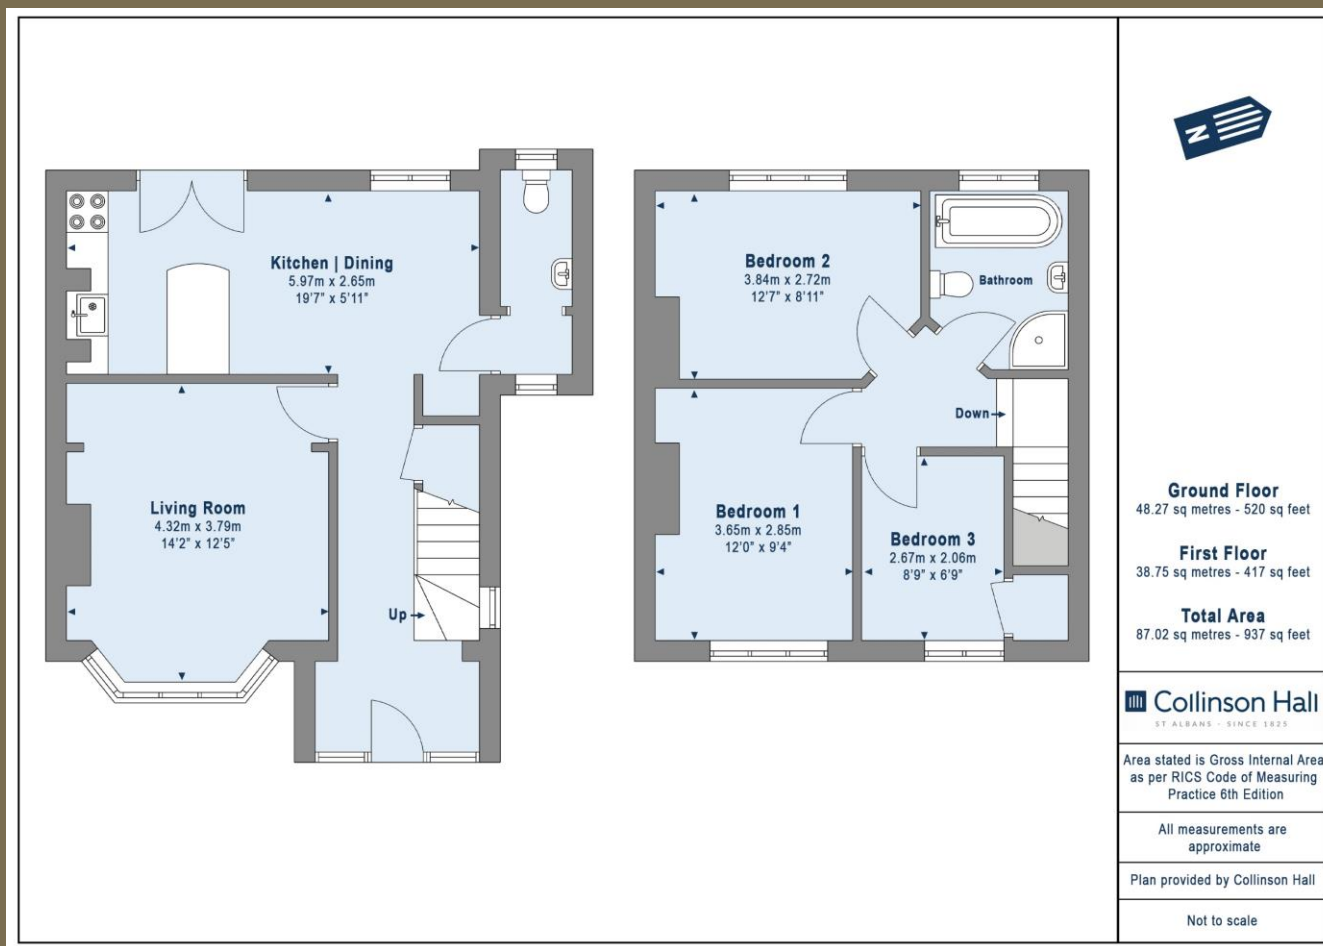 Kitchen | Dining
5.97m x 2.65m
19'7" x 5'11"
Living Room
4.32m x 3.79m
14'2" x 12'5"
Up
Bedroom 2
3.84m x 2.72m
12'7" x 8'11"
Bathroom
Down
Bedroom 1
3.65m x 2.85m
12'0" x 9'4"
Bedroom 3
2.67m x 2.06m
8'9" x 6'9"
N
Ground Floor
48.27 sq metres - 520 sq feet
First Floor
38.75 sq metres - 417 sq feet
Total Area
87.02 sq metres - 937 sq feet
Collinson Hall
ST ALBANS - SINCE 1825
Area stated is Gross Internal Area
as per RICS Code of Measuring
Practice 6th Edition
All measurements are
approximate
Plan provided by Collinson Hall
Not to scale